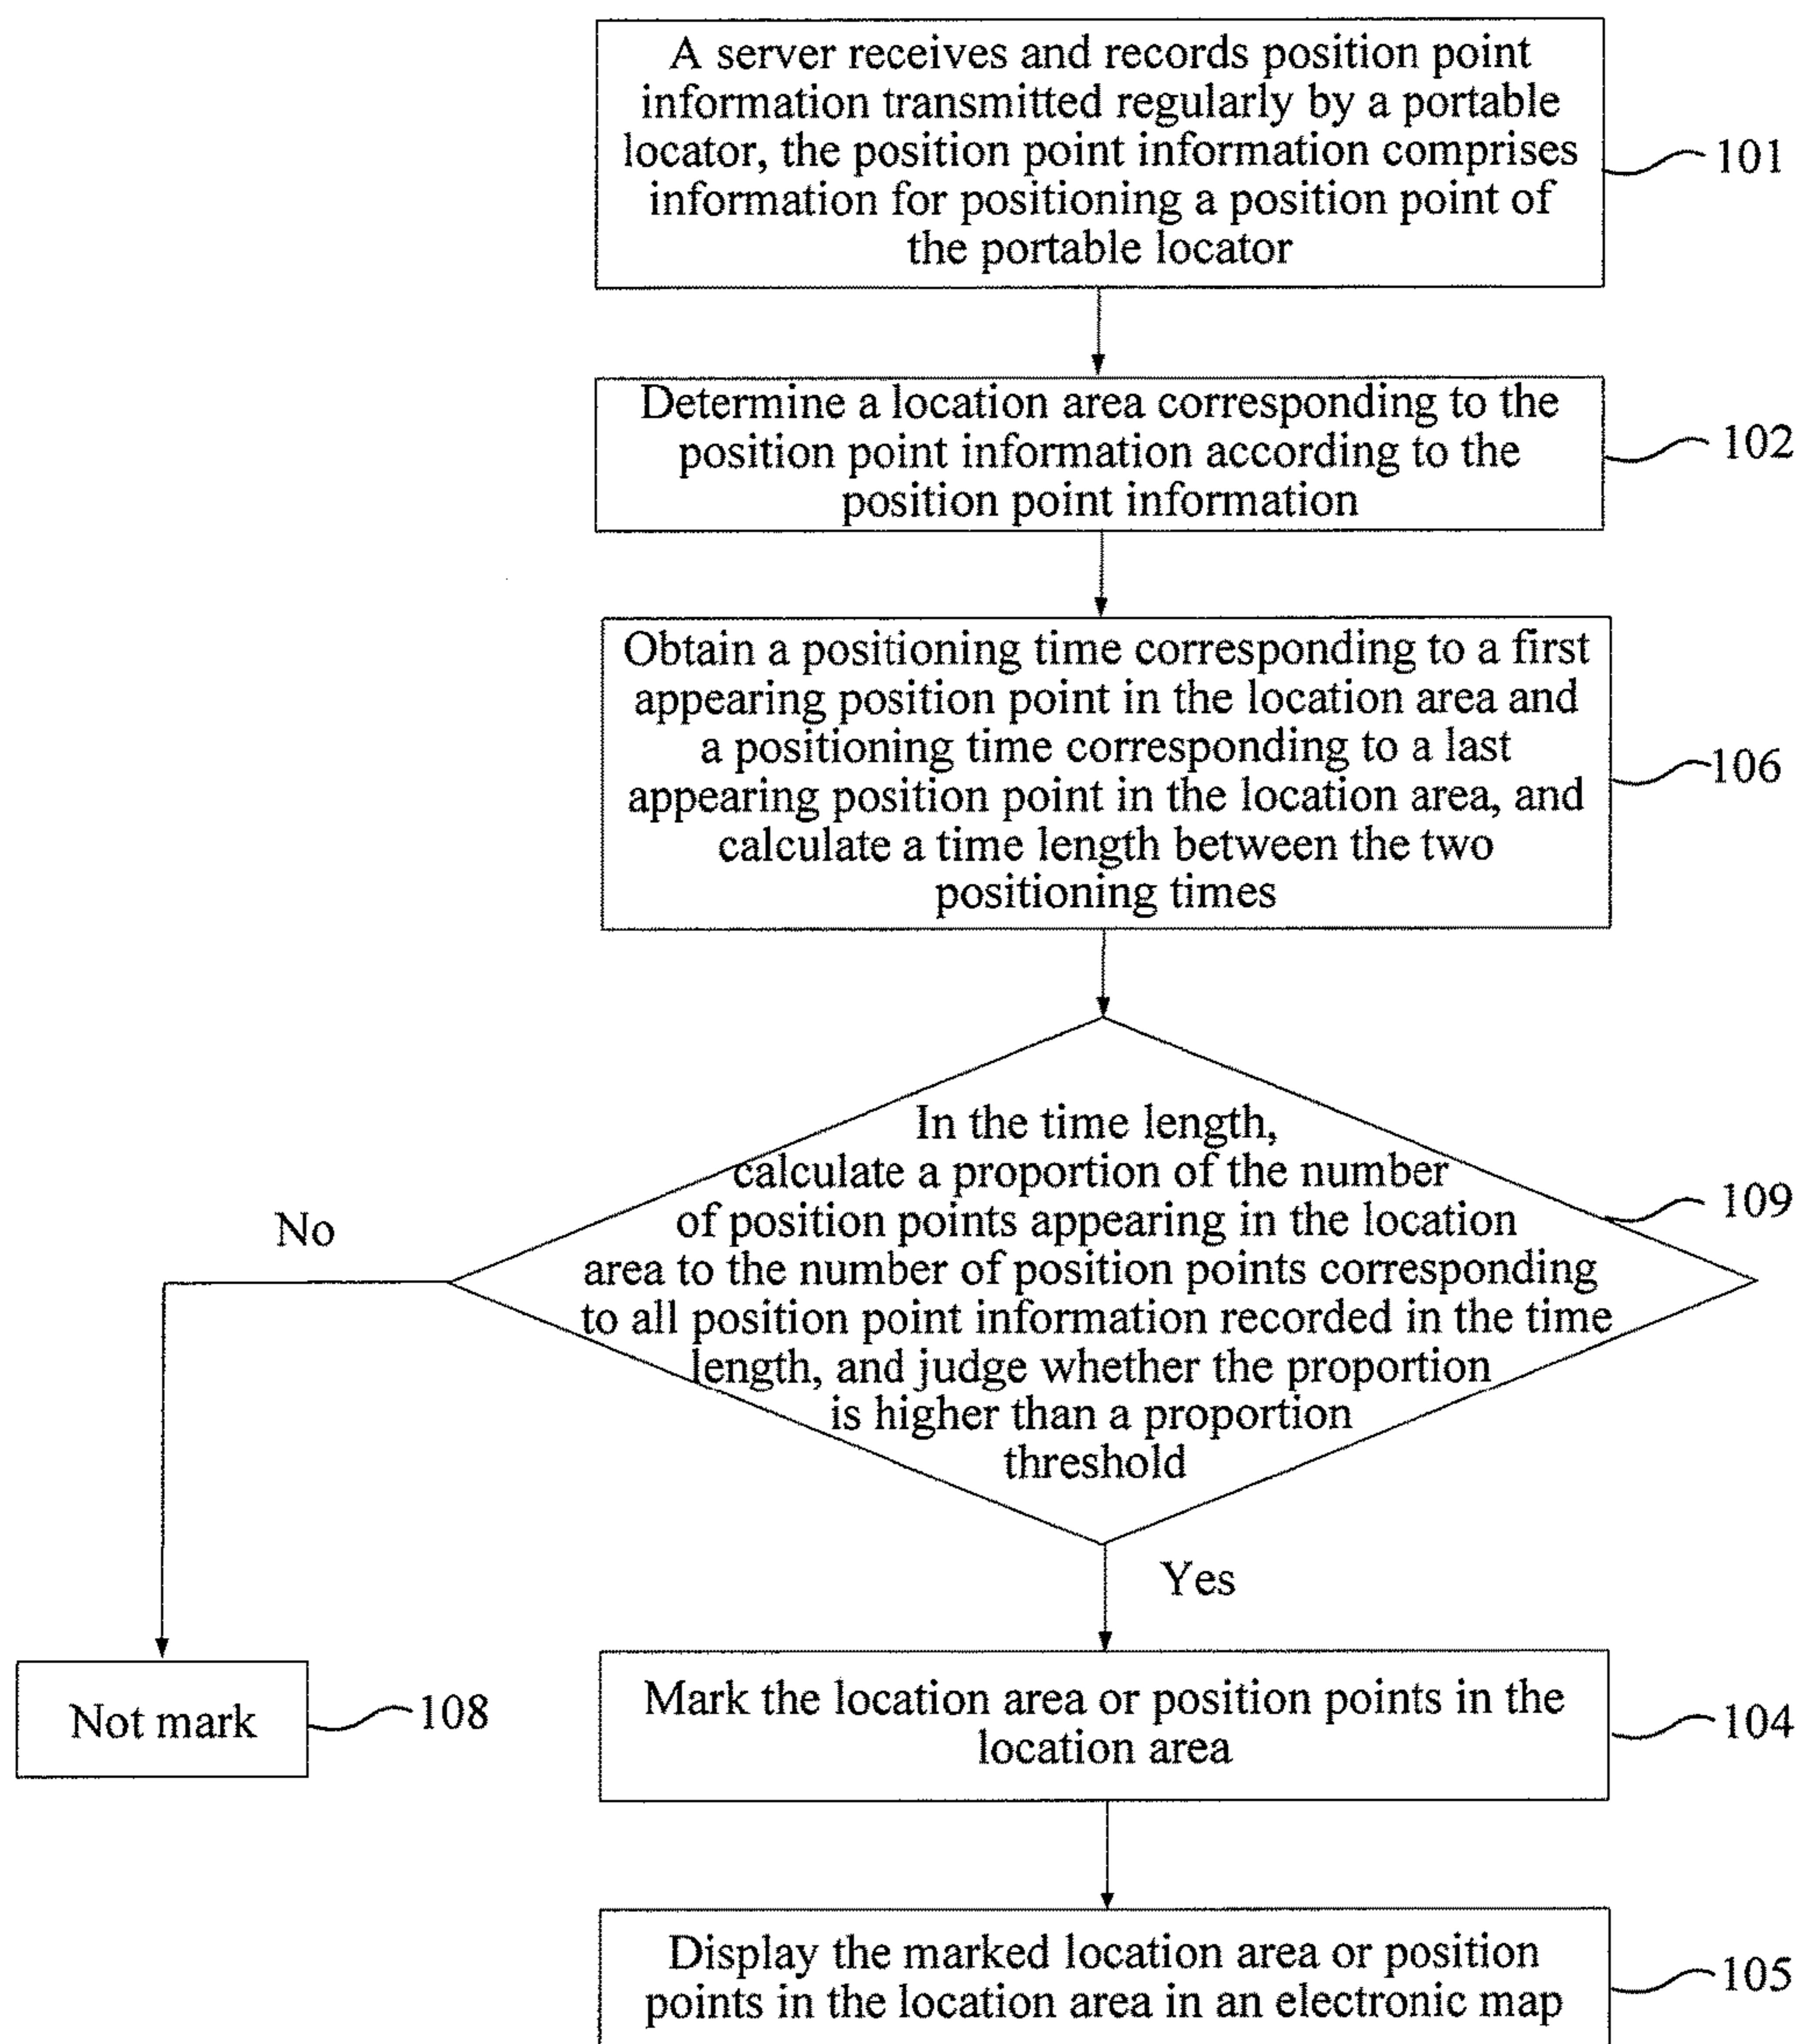 A server receives and records position point
information transmitted regularly by a portable
locator, the position point information comprises
information for positioning a position point of
the portable locator
101
Determine a location area corresponding to the
position point information according to the
position point information
102
Obtain a positioning time corresponding to a first
appearing position point in the location area and
a positioning time corresponding to a last
appearing position point in the location area, and
calculate a time length between the two
positioning times
106
In the time length,
calculate a proportion of the number
of position points appearing in the location
area to the number of position points corresponding
to all position point information recorded in the time
length, and judge whether the proportion
is higher than a proportion
threshold
109
No
Yes
Not mark
108
Mark the location area or position points in the
location area
104
Display the marked location area or position
points in the location area in an electronic map
105